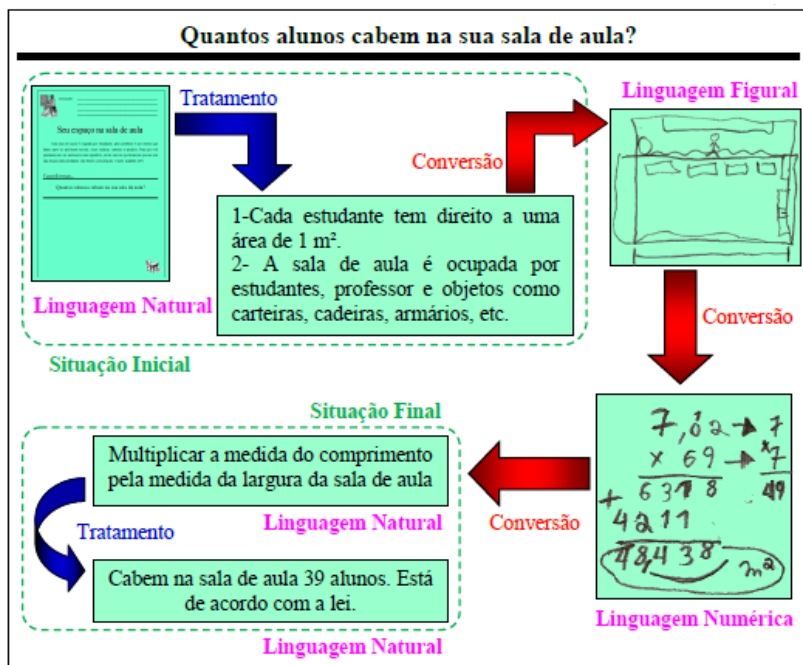 Quantos alunos cabem na sua sala de aula?
Tratamento
Seu espaço na sala de aula
Linguagem Natural
Conversão
1-Cada estudante tem direito a uma
área de 1 m².
2- A sala de aula é ocupada por
estudantes, professor e objetos como
carteiras, cadeiras, armários, etc.
Situação Inicial
Linguagem Figural
Conversão
7,02 → 7
x 69 → x7
6318 49
+
4211
48,438 m²
Linguagem Numérica
Conversão
Situação Final
Multiplicar a medida do comprimento
pela medida da largura da sala de aula
Linguagem Natural
Tratamento
Cabem na sala de aula 39 alunos. Está
de acordo com a lei.
Linguagem Natural